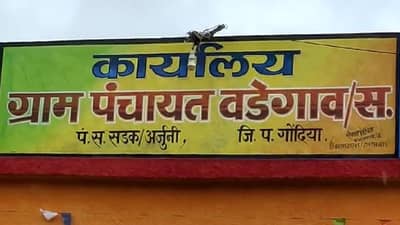 कार्यालय
ग्राम पंचायत वडेगाव/स.
पं.स.सडक/अर्जुनी, जि.प.गोंदिया.